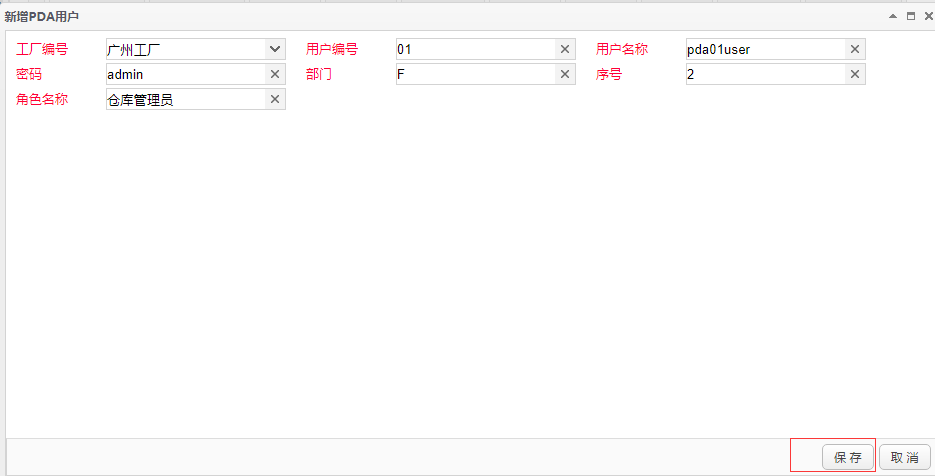 新增PDA用户
工厂编号 广州工厂 用户编号 01 用户名称 pda01user
密码 admin 部门 F 序号 2
角色名称 仓库管理员
保存 取消